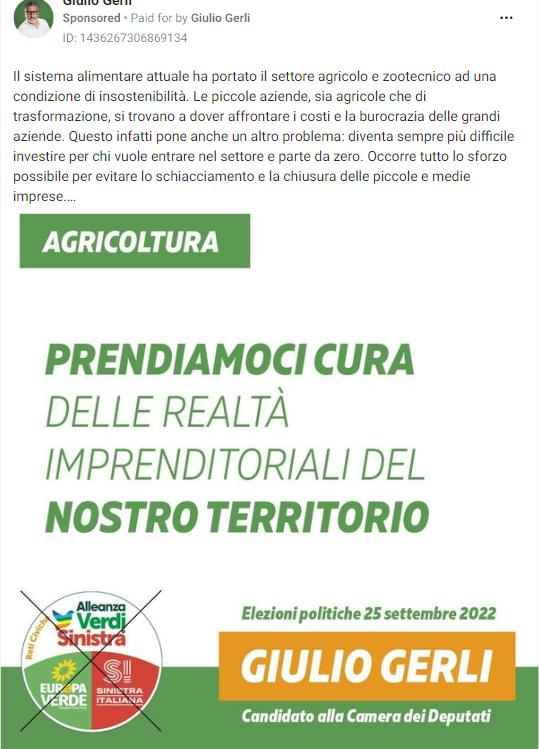 Giulio Gerli
Sponsored • Paid for by Giulio Gerli
ID: 1436267306869134
Il sistema alimentare attuale ha portato il settore agricolo e zootecnico ad una
condizione di insostenibilità. Le piccole aziende, sia agricole che di
trasformazione, si trovano a dover affrontare i costi e la burocrazia delle grandi
aziende. Questo infatti pone anche un altro problema: diventa sempre più difficile
investire per chi vuole entrare nel settore e parte da zero. Occorre tutto lo sforzo
possibile per evitare lo schiacciamento e la chiusura delle piccole e medie
imprese....
AGRICOLTURA
PRENDIAMOCI CURA
DELLE REALTÀ
IMPRENDITORIALI DEL
NOSTRO TERRITORIO
Reti Civiche
Alleanza
Verdi
Sinistra
EUROPA
VERDE
SI
SINISTRA
ITALIANA
Elezioni politiche 25 settembre 2022
GIULIO GERLI
Candidato alla Camera dei Deputati